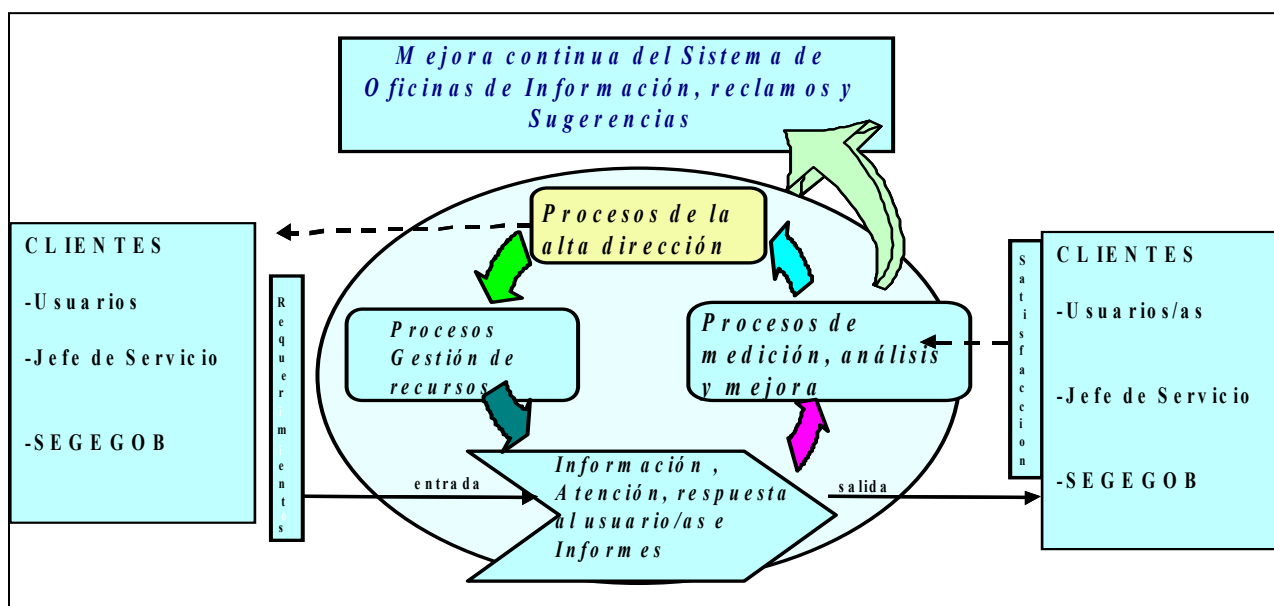 Mejora continua del Sistema de
Oficinas de Información, reclamos y
Sugerencias
Procesos de la
alta dirección
CLIENTES
-Usuarios
-Jefe de Servicio
-SEGEGOB
Requerimientos
Procesos
Gestión de
recursos
Procesos de
medición, análisis
y mejora
Satisfaccion
CLIENTES
-Usuarios/as
-Jefe de Servicio
-SEGEGOB
entrada
Información ,
Atención, respuesta
al usuario/as e
Informes
salida